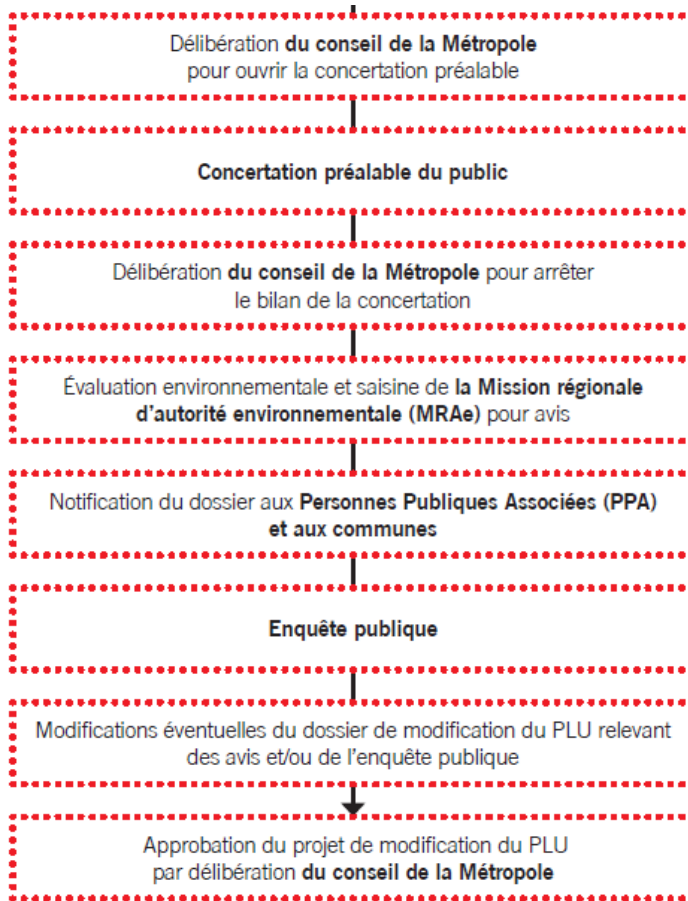 Délibération du conseil de la Métropole
pour ouvrir la concertation préalable
Concertation préalable du public
Délibération du conseil de la Métropole pour arrêter
le bilan de la concertation
Évaluation environnementale et saisine de la Mission régionale
d'autorité environnementale (MRAe) pour avis
Notification du dossier aux Personnes Publiques Associées (PPA)
et aux communes
Enquête publique
Modifications éventuelles du dossier de modification du PLU relevant
des avis et/ou de l'enquête publique
Approbation du projet de modification du PLU
par délibération du conseil de la Métropole